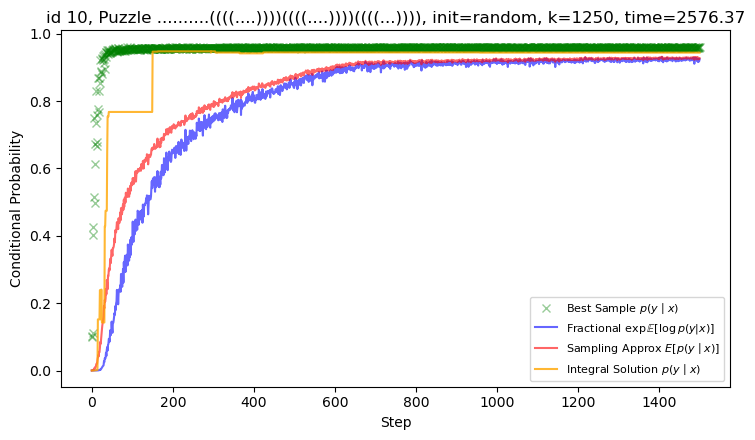 id 10, Puzzle ..........((((....))))((((....))))((((...)))), init=random, k=1250, time=2576.37
1.0
0.8
0.6
0.4
0.2
0.0
Conditional Probability
0
200
400
600
800
1000
1200
1400
Step
Best Sample p(y | x)
Fractional exp𝔼[log p(y|x)]
Sampling Approx E[p(y | x)]
Integral Solution p(y | x)